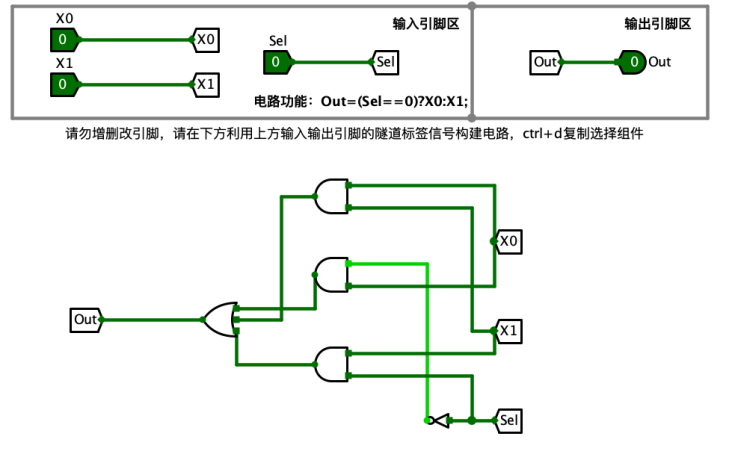 X0
输入引脚区
输出引脚区
0
X0
Sel
X1
0
Sel
Out
0
Out
0
X1
电路功能：Out=(Sel==0)?X0:X1;
请勿增删改引脚，请在下方利用上方输入输出引脚的隧道标签信号构建电路，ctrl+d复制选择组件
X0
Out
X1
Sel